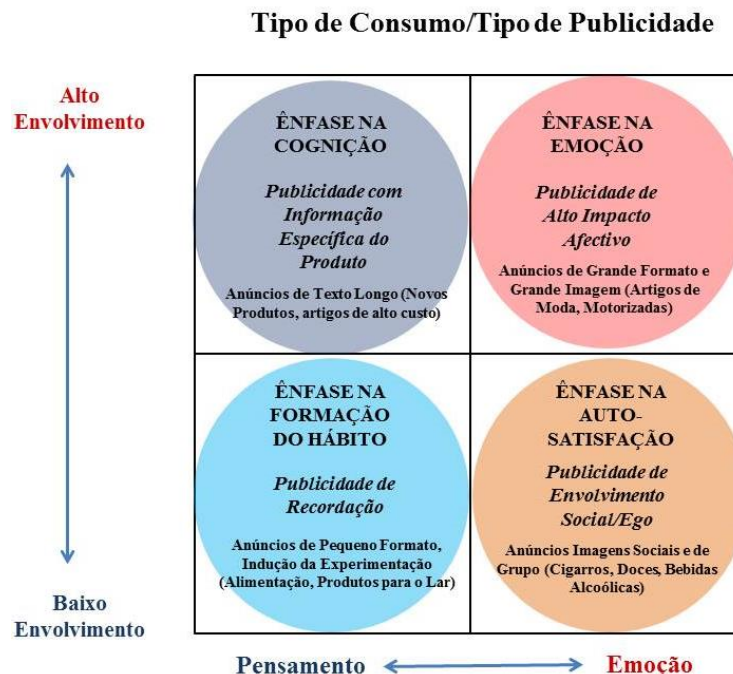 Tipo de Consumo/Tipo de Publicidade
Alto
Envolvimento
ÊNFASE NA
COGNIÇÃO
Publicidade com
Informação
Específica do
Produto
Anúncios de Texto Longo (Novos
Produtos, artigos de alto custo)
ÊNFASE NA
EMOÇÃO
Publicidade de
Alto Impacto
Afectivo
Anúncios de Grande Formato e
Grande Imagem (Artigos de
Moda, Motorizadas)
ÊNFASE NA
FORMAÇÃO
DO HÁBITO
Publicidade de
Recordação
Anúncios de Pequeno Formato,
Indução da Experimentação
(Alimentação, Produtos para o Lar)
ÊNFASE NA
AUTO-
SATISFAÇÃO
Publicidade de
Envolvimento
Social/Ego
Anúncios Imagens Sociais e de
Grupo (Cigarros, Doces, Bebidas
Alcoólicas)
Baixo
Envolvimento
Pensamento
Emoção